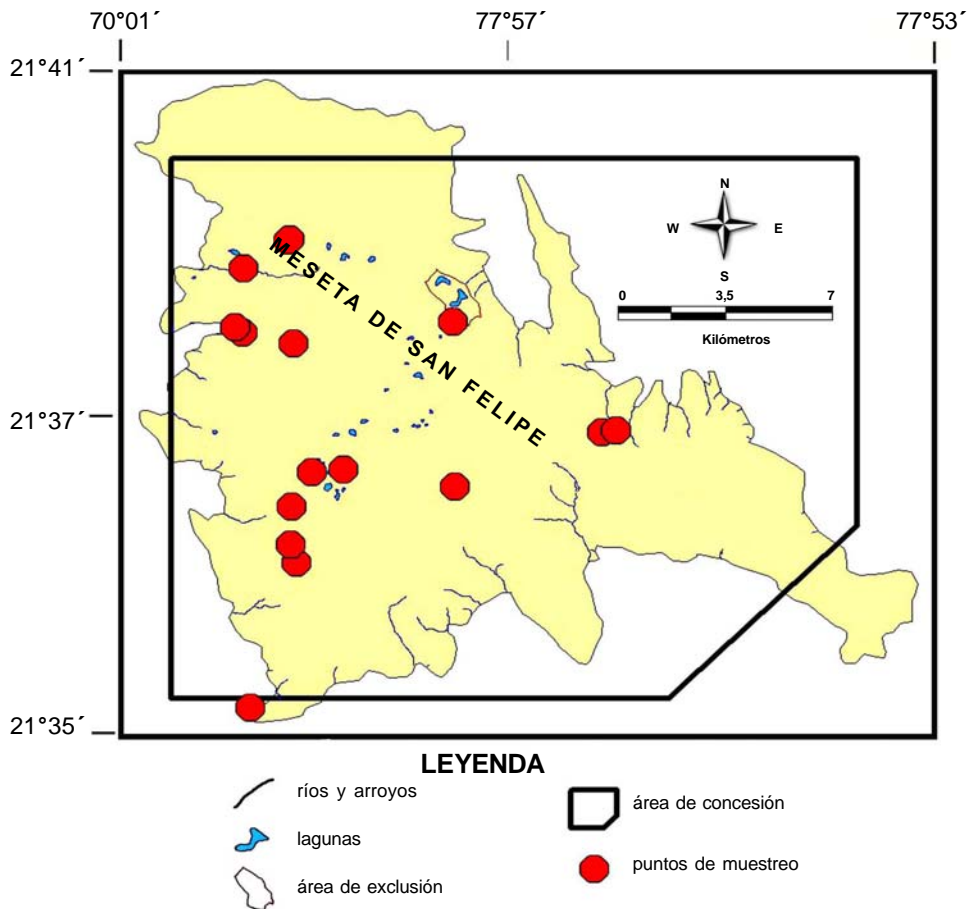 70°01´ 77°57´ 77°53´
21°41´
N
W E
S
0 3,5 7
Kilómetros
MESETA DE SAN FELIPE
21°37´
21°35´
LEYENDA
ríos y arroyos
lagunas
área de exclusión
área de concesión
puntos de muestreo